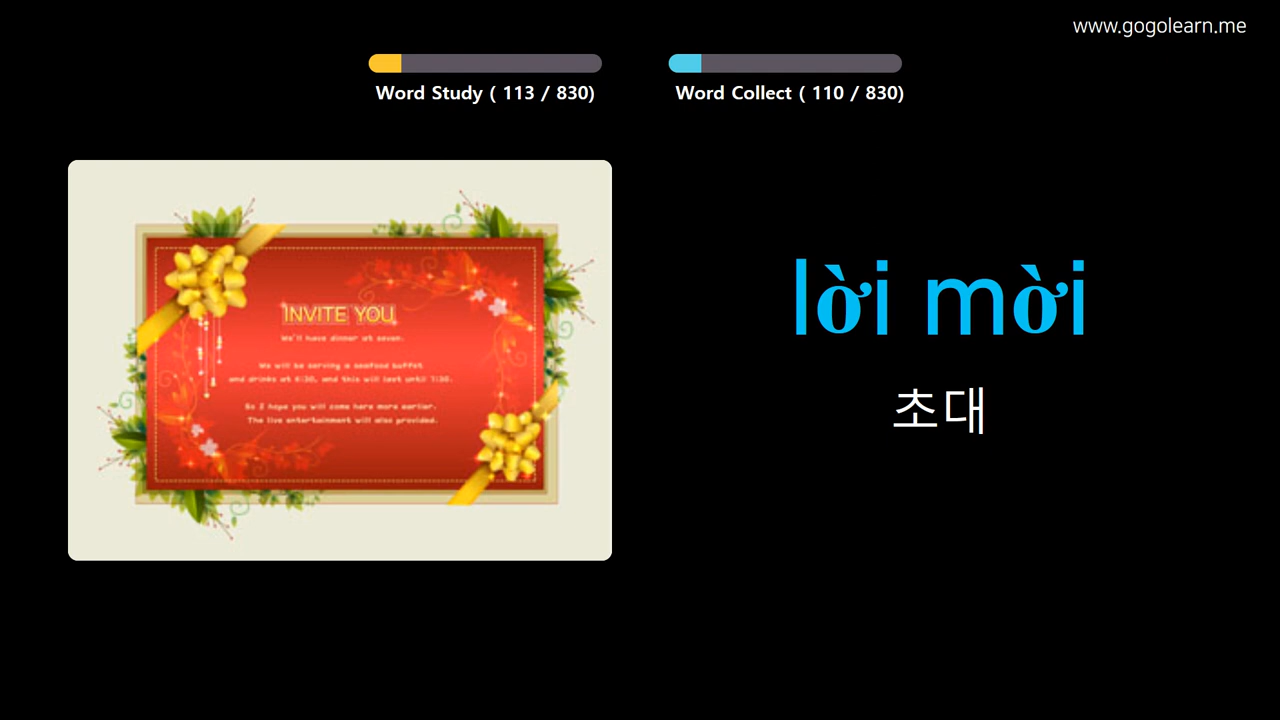 www.gogolearn.me
Word Study ( 113 / 830)
Word Collect ( 110 / 830)
INVITE YOU
We'll have dinner at seven.
We will be serving a seafood buffet
and drinks at 6:30, and this will last until 7:30.
So I hope you will come here more earlier.
The live entertainment will also provided.
lời mời
초대